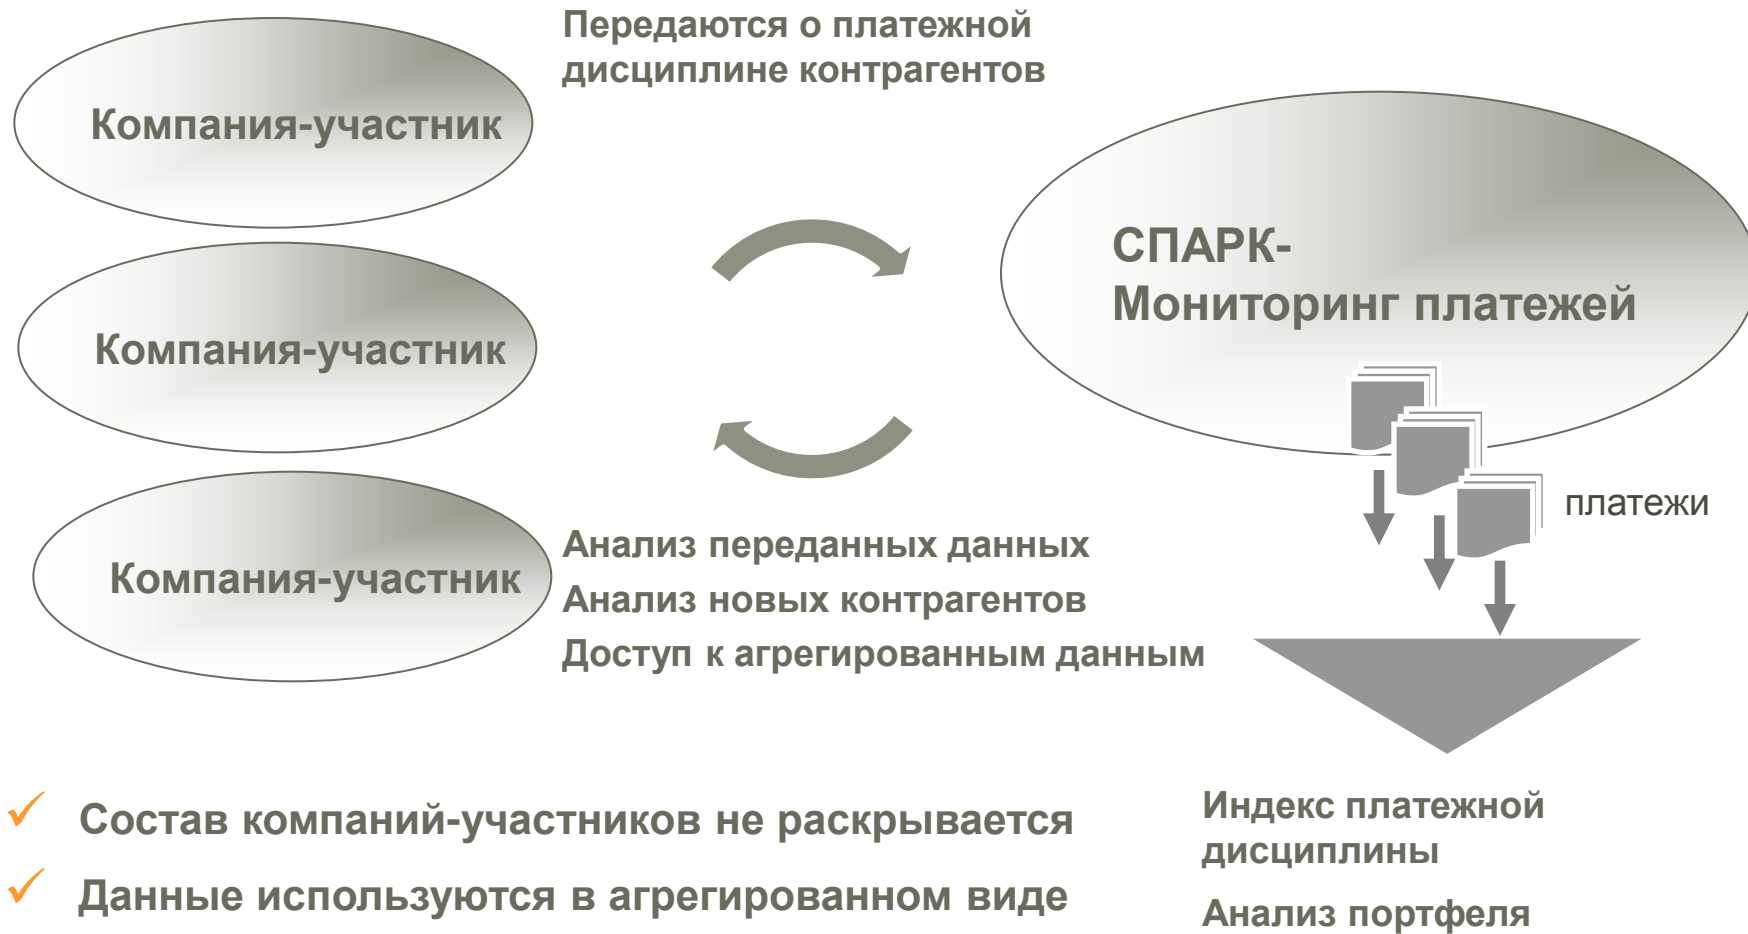 Передаются о платежной
дисциплине контрагентов
Компания-участник
Компания-участник
Компания-участник
СПАРК-
Мониторинг платежей
платежи
Анализ переданных данных
Анализ новых контрагентов
Доступ к агрегированным данным
Состав компаний-участников не раскрывается
Данные используются в агрегированном виде
Индекс платежной
дисциплины
Анализ портфеля